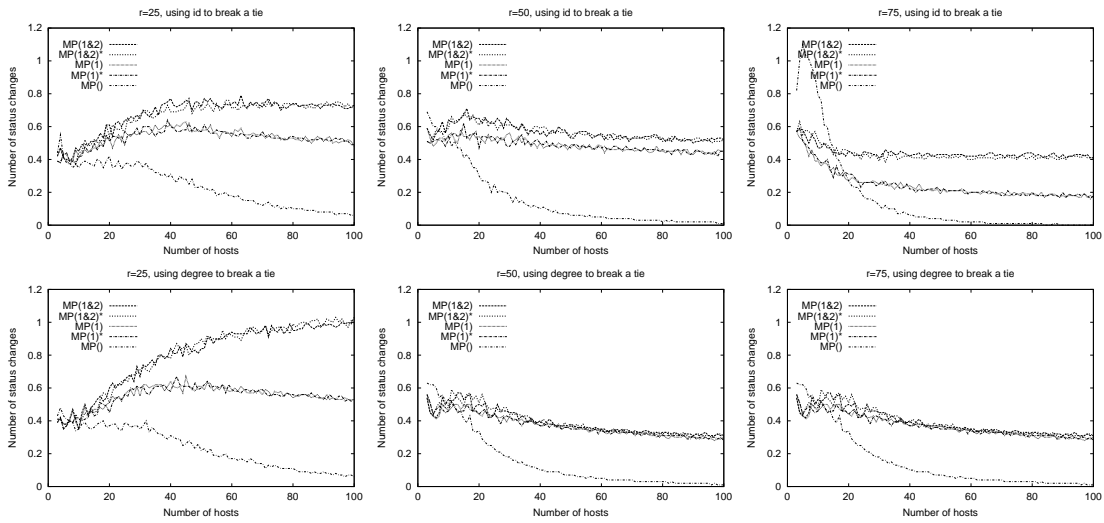 r=25, using id to break a tie
1.2
1
0.8
0.6
0.4
0.2
0
Number of status changes
MP(1&2)
MP(1&2)*
MP(1)
MP(1)*
MP()
0 20 40 60 80 100
Number of hosts
r=50, using id to break a tie
1.2
1
0.8
0.6
0.4
0.2
0
Number of status changes
MP(1&2)
MP(1&2)*
MP(1)
MP(1)*
MP()
0 20 40 60 80 100
Number of hosts
r=75, using id to break a tie
1.2
1
0.8
0.6
0.4
0.2
0
Number of status changes
MP(1&2)
MP(1&2)*
MP(1)
MP(1)*
MP()
0 20 40 60 80 100
Number of hosts
r=25, using degree to break a tie
1.2
1
0.8
0.6
0.4
0.2
0
Number of status changes
MP(1&2)
MP(1&2)*
MP(1)
MP(1)*
MP()
0 20 40 60 80 100
Number of hosts
r=50, using degree to break a tie
1.2
1
0.8
0.6
0.4
0.2
0
Number of status changes
MP(1&2)
MP(1&2)*
MP(1)
MP(1)*
MP()
0 20 40 60 80 100
Number of hosts
r=75, using degree to break a tie
1.2
1
0.8
0.6
0.4
0.2
0
Number of status changes
MP(1&2)
MP(1&2)*
MP(1)
MP(1)*
MP()
0 20 40 60 80 100
Number of hosts